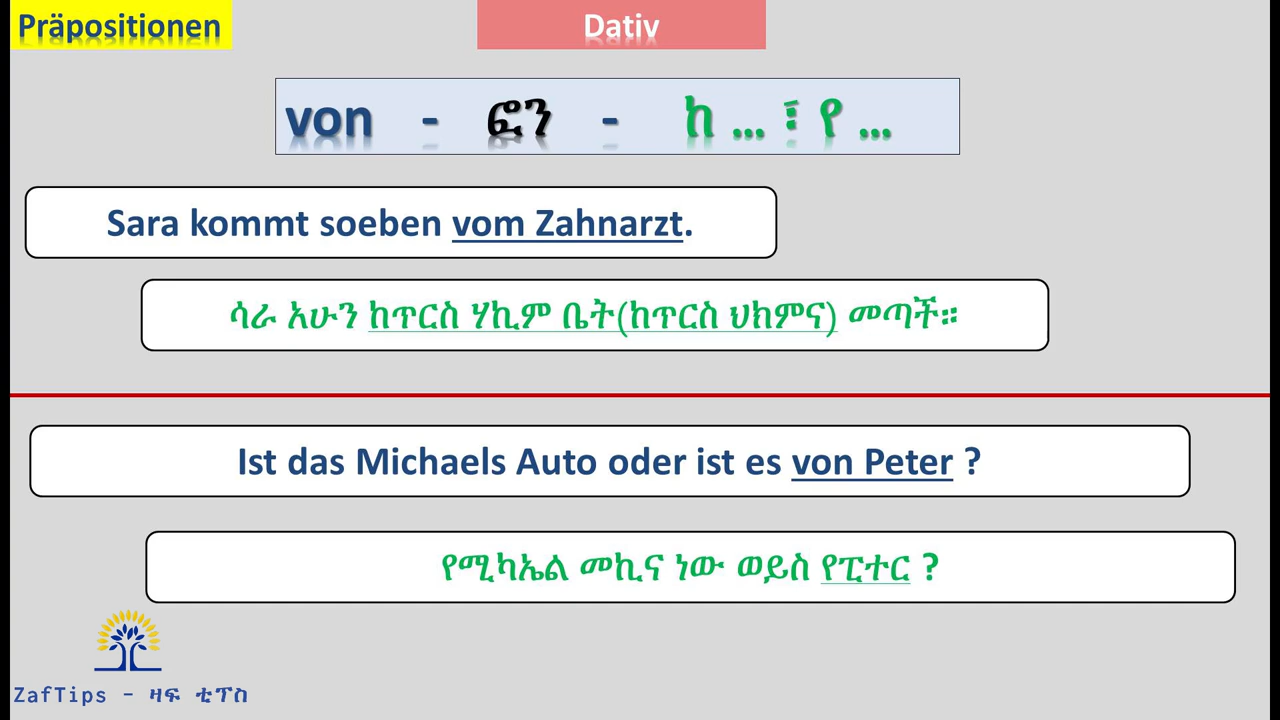 Präpositionen
Dativ
von - ፎን - ከ ... ፣ የ ...
Sara kommt soeben vom Zahnarzt.
ሳራ አሁን ከጥርስ ሃኪም ቤት(ከጥርስ ህክምና) መጣች።
Ist das Michaels Auto oder ist es von Peter ?
የሚካኤል መኪና ነው ወይስ የፒተር ?
ZafTips - ዛፍ ቲፕስ